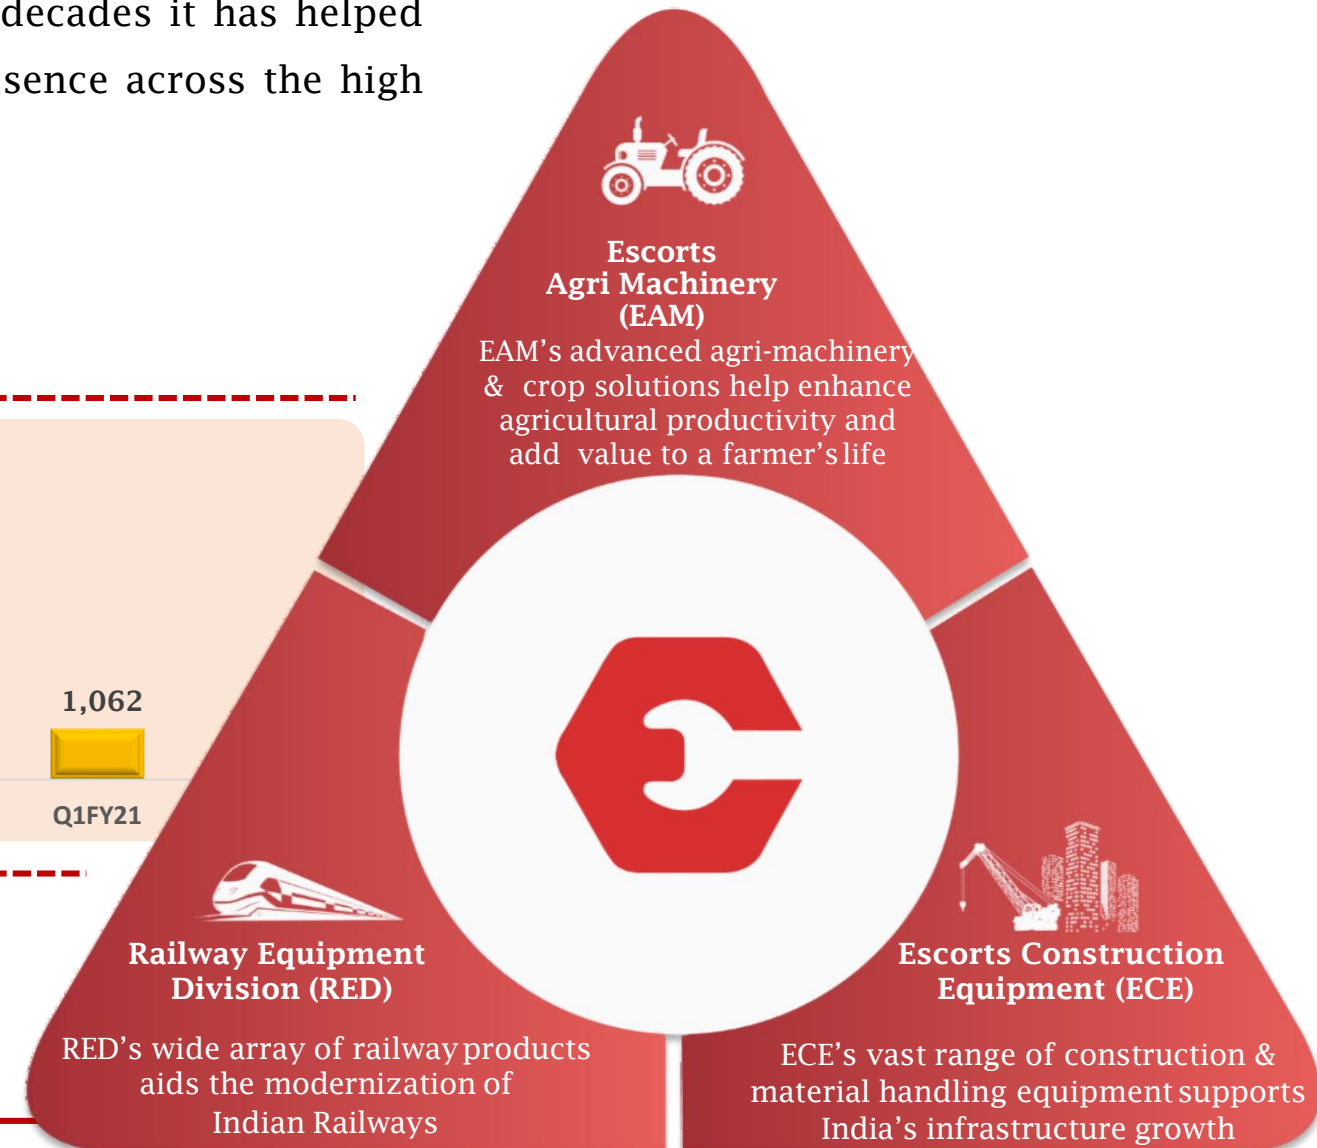 decades it has helped
sence across the high
Escorts
Agri Machinery
(EAM)
EAM’s advanced agri-machinery
& crop solutions help enhance
agricultural productivity and
add value to a farmer’s life
1,062
Q1FY21
Railway Equipment
Division (RED)
RED’s wide array of railway products
aids the modernization of
Indian Railways
Escorts Construction
Equipment (ECE)
ECE’s vast range of construction &
material handling equipment supports
India’s infrastructure growth